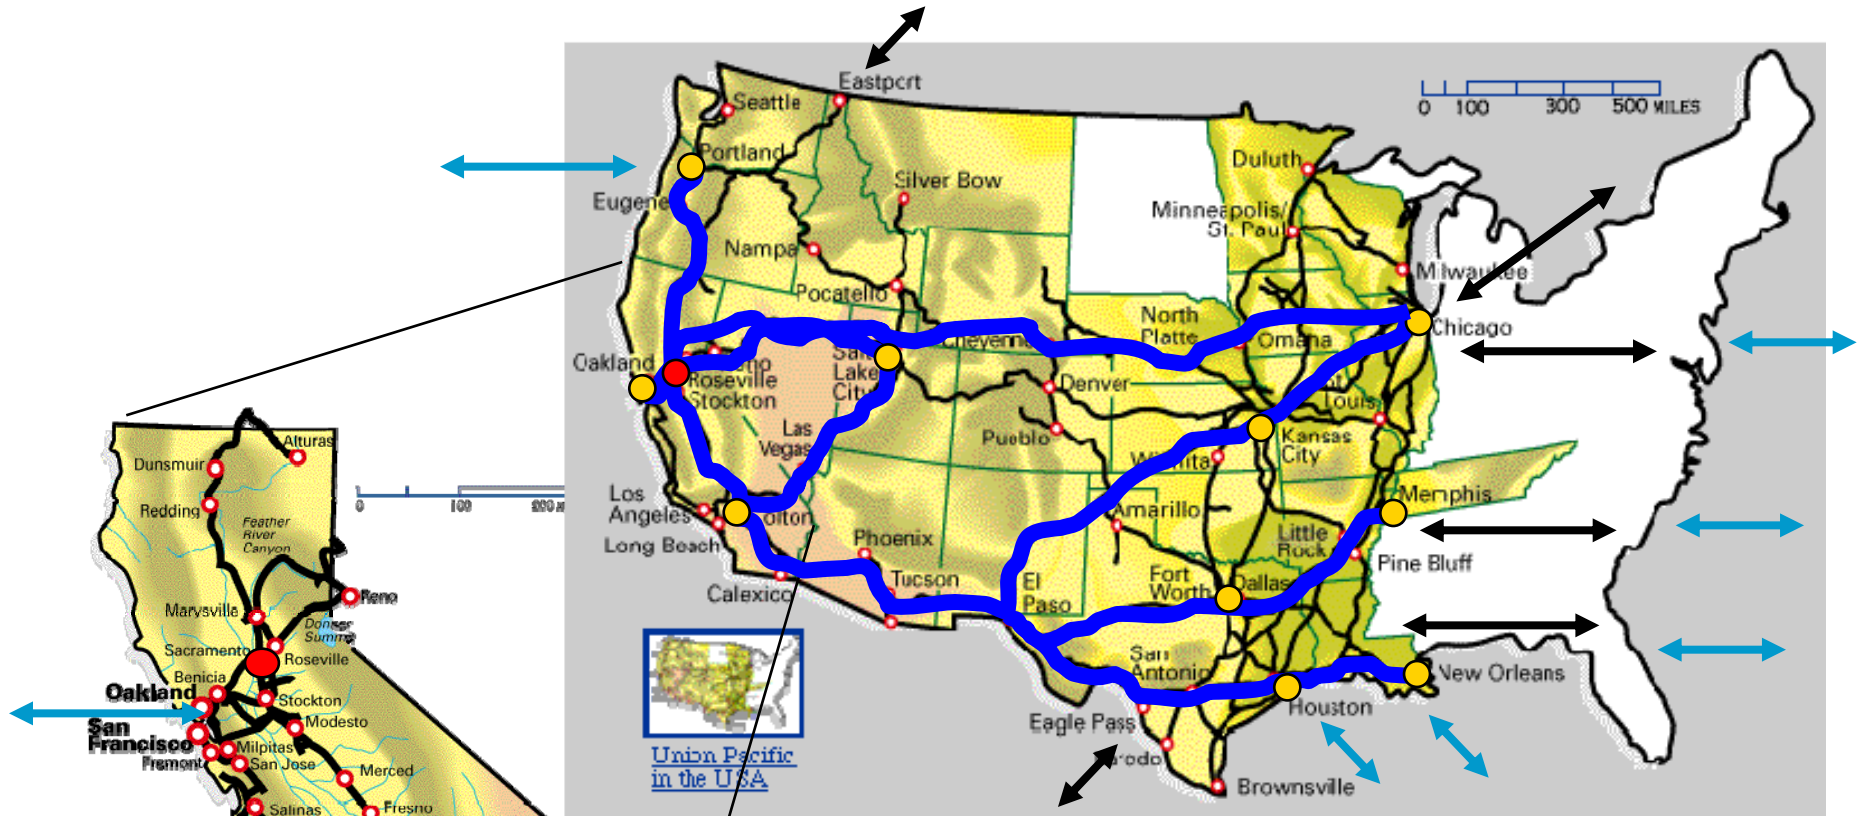 Eastport
Seattle
0 100 300 500 MILES
Portland
Duluth
Silver Bow
Eugene
Minneapolis/
St. Paul
Nampa
Milwaukee
Pocatello
North
Platte
Chicago
Omaha
Cheyenne
Oakland
Salt
Lake
City
Roseville
Stockton
Denver
Louis
Las
Vegas
Pueblo
Kansas
City
Wichita
Los
Angeles
Memphis
Amarillo
Long Beach
Phoenix
Little
Rock
Pine Bluff
Calexico
Tucson
El
Paso
Fort
Worth
Dallas
San
Antonio
New Orleans
Houston
Eagle Pass
Brownsville
Union Pacific
in the USA
Alturas
Dunsmuir
Redding
Feather
River
Canyon
0 100
Reno
Marysville
Sacramento
Roseville
Benicia
Oakland
Stockton
San
Francisco
Modesto
Milpitas
Fremont
San Jose
Merced
Salinas
Fresno